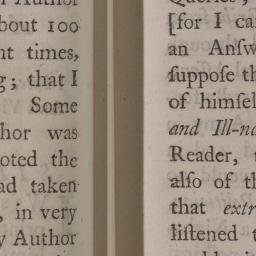 Author
bout 100
nt times,
g; that I
Some
hor was
oted the
ad taken
, in very
y Author
[for I ca
an Anſw
ſuppoſe th
of himſel
and Ill-na
Reader,
alſo of th
that extr
liſtened t